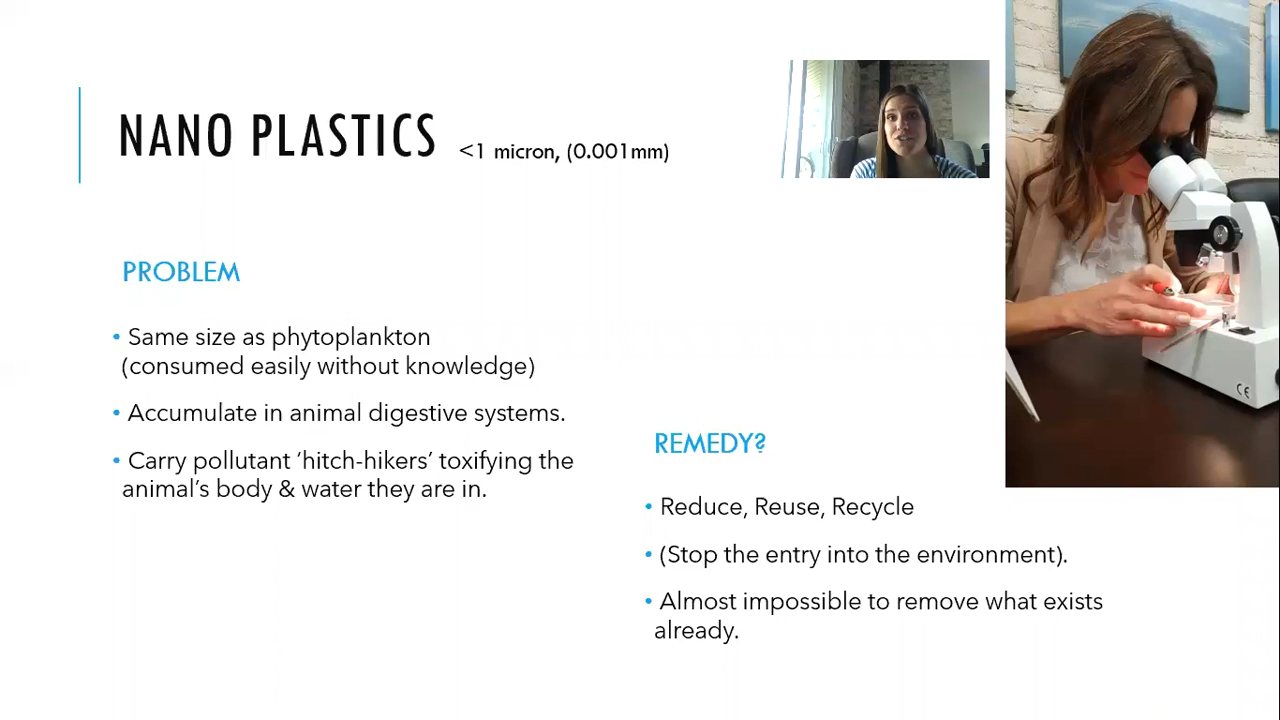 NANO PLASTICS <1 micron, (0.001mm)
PROBLEM
• Same size as phytoplankton
(consumed easily without knowledge)
• Accumulate in animal digestive systems.
• Carry pollutant ‘hitch-hikers’ toxifying the
animal’s body & water they are in.
REMEDY?
• Reduce, Reuse, Recycle
• (Stop the entry into the environment).
• Almost impossible to remove what exists
already.
CE